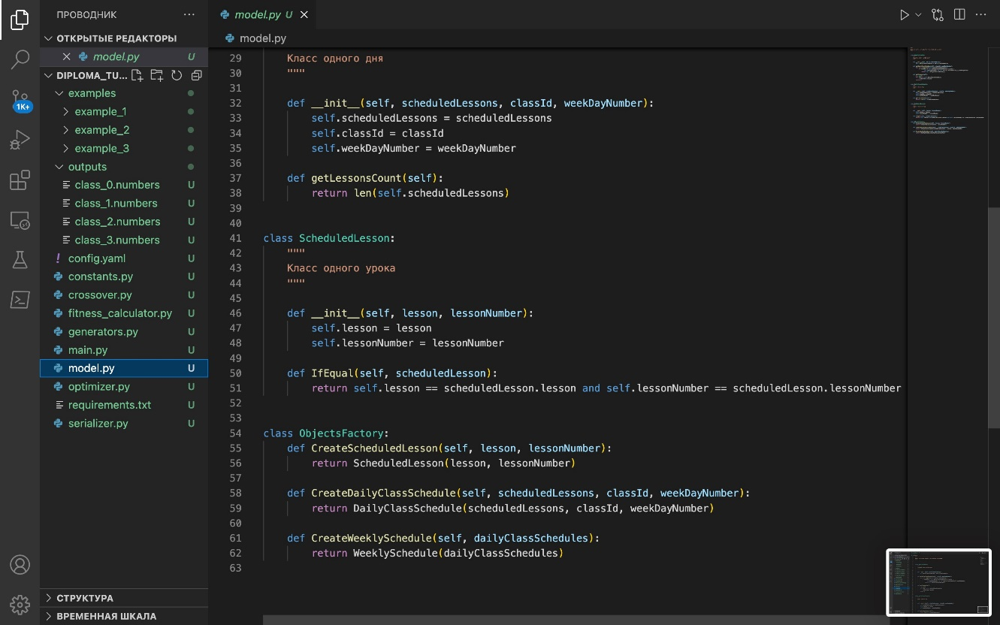 ПРОВОДНИК ...
ОТКРЫТЫЕ РЕДАКТОРЫ
model.py U
DIPLOMA_TU...
examples
example_1
example_2
example_3
outputs
class_0.numbers U
class_1.numbers U
class_2.numbers U
class_3.numbers U
! config.yaml U
constants.py U
crossover.py U
fitness_calculator.py U
generators.py U
main.py U
model.py U
optimizer.py U
requirements.txt U
serializer.py U
СТРУКТУРА
ВРЕМЕННАЯ ШКАЛА
1K+
model.py U
model.py
29 Класс одного дня
30 """
31
32 def __init__(self, scheduledLessons, classId, weekDayNumber):
33 self.scheduledLessons = scheduledLessons
34 self.classId = classId
35 self.weekDayNumber = weekDayNumber
36
37 def getLessonsCount(self):
38 return len(self.scheduledLessons)
39
40
41 class ScheduledLesson:
42 """
43 Класс одного урока
44 """
45
46 def __init__(self, lesson, lessonNumber):
47 self.lesson = lesson
48 self.lessonNumber = lessonNumber
49
50 def IfEqual(self, scheduledLesson):
51 return self.lesson == scheduledLesson.lesson and self.lessonNumber == scheduledLesson.lessonNumber
52
53
54 class ObjectsFactory:
55 def CreateScheduledLesson(self, lesson, lessonNumber):
56 return ScheduledLesson(lesson, lessonNumber)
57
58 def CreateDailyClassSchedule(self, scheduledLessons, classId, weekDayNumber):
59 return DailyClassSchedule(scheduledLessons, classId, weekDayNumber)
60
61 def CreateWeeklySchedule(self, dailyClassSchedules):
62 return WeeklySchedule(dailyClassSchedules)
63